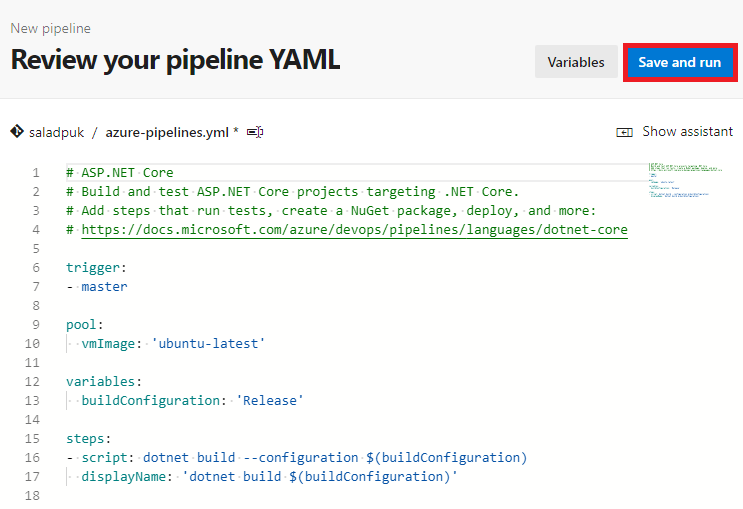 New pipeline
Review your pipeline YAML
Variables
Save and run
saladpuk / azure-pipelines.yml *
Show assistant
1 # ASP.NET Core
2 # Build and test ASP.NET Core projects targeting .NET Core.
3 # Add steps that run tests, create a NuGet package, deploy, and more:
4 # https://docs.microsoft.com/azure/devops/pipelines/languages/dotnet-core
5
6 trigger:
7 - master
8
9 pool:
10   vmImage: 'ubuntu-latest'
11
12 variables:
13   buildConfiguration: 'Release'
14
15 steps:
16 - script: dotnet build --configuration $(buildConfiguration)
17   displayName: 'dotnet build $(buildConfiguration)'
18